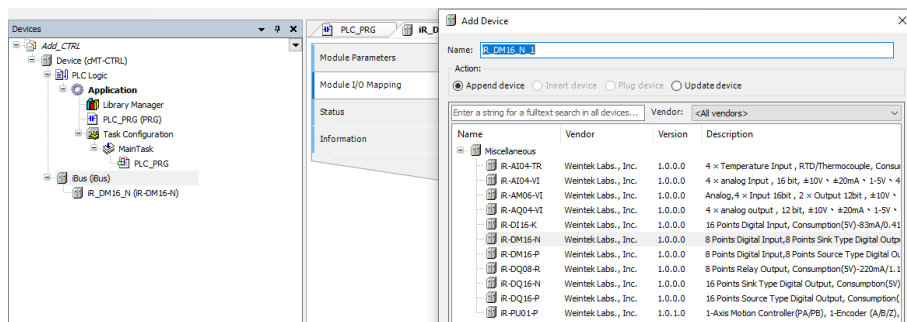 Devices
Add_CTRL
Device (cMT-CTRL)
PLC Logic
Application
Library Manager
PLC_PRG (PRG)
Task Configuration
MainTask
PLC_PRG
iBus (iBus)
iR_DM16_N (iR-DM16-N)
PLC_PRG
iR_D
Module Parameters
Module I/O Mapping
Status
Information
Add Device
Name: iR_DM16_N_1
Action:
Append device Insert device Plug device Update device
Enter a string for a fulltext search in all devices... Vendor: <All vendors>
Name Vendor Version Description
Miscellaneous
iR-AI04-TR Weintek Labs., Inc. 1.0.0.0 4 × Temperature Input , RTD/Thermocouple, Consu
iR-AI04-VI Weintek Labs., Inc. 1.0.0.0 4 × analog Input , 16 bit, ±10V、±20mA、1-5V、4
iR-AM06-VI Weintek Labs., Inc. 1.0.0.0 Analog,4 × Input 16bit , 2 × Output 12bit , ±10V、
iR-AQ04-VI Weintek Labs., Inc. 1.0.0.0 4 × analog output , 12 bit, ±10V、±20mA、1-5V、
iR-DI16-K Weintek Labs., Inc. 1.0.0.0 16 Points Digital Input, Consumption(5V)-83mA/0.41
iR-DM16-N Weintek Labs., Inc. 1.0.0.0 8 Points Digital Input,8 Points Sink Type Digital Outp
iR-DM16-P Weintek Labs., Inc. 1.0.0.0 8 Points Digital Input,8 Points Source Type Digital Ou
iR-DQ08-R Weintek Labs., Inc. 1.0.0.0 8 Points Relay Output, Consumption(5V)-220mA/1.1
iR-DQ16-N Weintek Labs., Inc. 1.0.0.0 16 Points Sink Type Digital Output, Consumption(5V)
iR-DQ16-P Weintek Labs., Inc. 1.0.0.0 16 Points Source Type Digital Output, Consumption(
iR-PU01-P Weintek Labs., Inc. 1.0.1.0 1-Axis Motion Controller(PA/PB), 1-Encoder (A/B/Z),